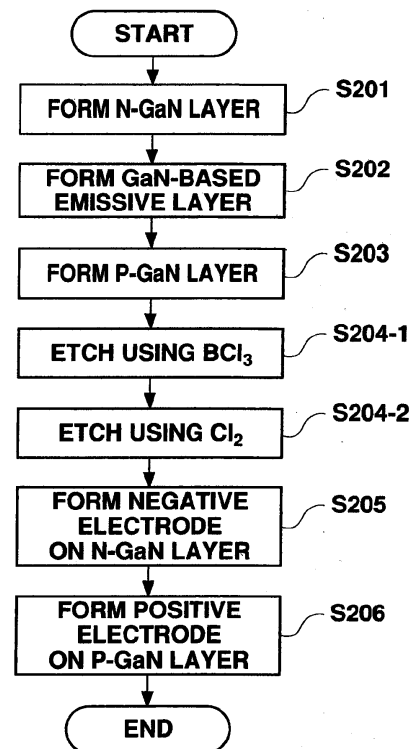 START
FORM N-GaN LAYER
S201
FORM GaN-BASED
EMISSIVE LAYER
S202
FORM P-GaN LAYER
S203
ETCH USING BCl₃
S204-1
ETCH USING Cl₂
S204-2
FORM NEGATIVE
ELECTRODE
ON N-GaN LAYER
S205
FORM POSITIVE
ELECTRODE
ON P-GaN LAYER
S206
END